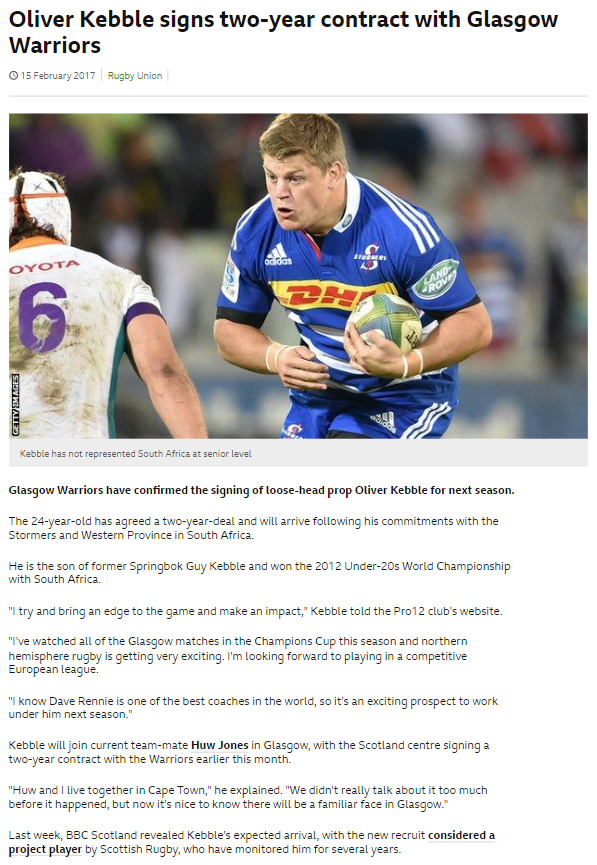 Oliver Kebble signs two-year contract with Glasgow
Warriors
15 February 2017 Rugby Union
OYOTA
6
adidas
STORMERS
LAND-
ROVER
DHL
adidas
GETTY IMAGES
Kebble has not represented South Africa at senior level
Glasgow Warriors have confirmed the signing of loose-head prop Oliver Kebble for next season.
The 24-year-old has agreed a two-year-deal and will arrive following his commitments with the
Stormers and Western Province in South Africa.
He is the son of former Springbok Guy Kebble and won the 2012 Under-20s World Championship
with South Africa.
"I try and bring an edge to the game and make an impact," Kebble told the Pro12 club's website.
"I've watched all of the Glasgow matches in the Champions Cup this season and northern
hemisphere rugby is getting very exciting. I'm looking forward to playing in a competitive
European league.
"I know Dave Rennie is one of the best coaches in the world, so it's an exciting prospect to work
under him next season."
Kebble will join current team-mate Huw Jones in Glasgow, with the Scotland centre signing a
two-year contract with the Warriors earlier this month.
"Huw and I live together in Cape Town," he explained. "We didn't really talk about it too much
before it happened, but now it's nice to know there will be a familiar face in Glasgow."
Last week, BBC Scotland revealed Kebble's expected arrival, with the new recruit considered a
project player by Scottish Rugby, who have monitored him for several years.